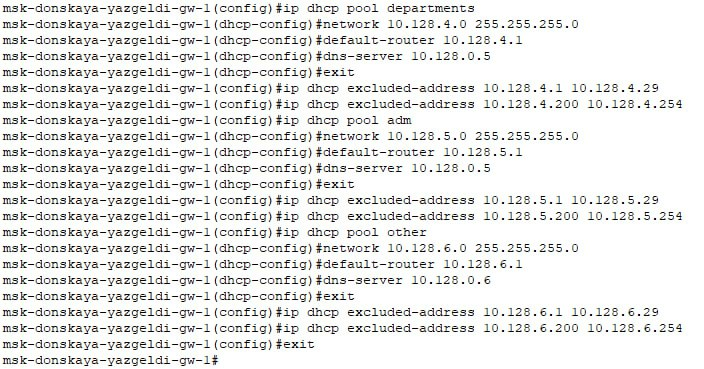 msk-donskaya-yazgeldi-gw-1(config)#ip dhcp pool departments
msk-donskaya-yazgeldi-gw-1(dhcp-config)#network 10.128.4.0 255.255.255.0
msk-donskaya-yazgeldi-gw-1(dhcp-config)#default-router 10.128.4.1
msk-donskaya-yazgeldi-gw-1(dhcp-config)#dns-server 10.128.0.5
msk-donskaya-yazgeldi-gw-1(dhcp-config)#exit
msk-donskaya-yazgeldi-gw-1(config)#ip dhcp excluded-address 10.128.4.1 10.128.4.29
msk-donskaya-yazgeldi-gw-1(config)#ip dhcp excluded-address 10.128.4.200 10.128.4.254
msk-donskaya-yazgeldi-gw-1(config)#ip dhcp pool adm
msk-donskaya-yazgeldi-gw-1(dhcp-config)#network 10.128.5.0 255.255.255.0
msk-donskaya-yazgeldi-gw-1(dhcp-config)#default-router 10.128.5.1
msk-donskaya-yazgeldi-gw-1(dhcp-config)#dns-server 10.128.0.5
msk-donskaya-yazgeldi-gw-1(dhcp-config)#exit
msk-donskaya-yazgeldi-gw-1(config)#ip dhcp excluded-address 10.128.5.1 10.128.5.29
msk-donskaya-yazgeldi-gw-1(config)#ip dhcp excluded-address 10.128.5.200 10.128.5.254
msk-donskaya-yazgeldi-gw-1(config)#ip dhcp pool other
msk-donskaya-yazgeldi-gw-1(dhcp-config)#network 10.128.6.0 255.255.255.0
msk-donskaya-yazgeldi-gw-1(dhcp-config)#default-router 10.128.6.1
msk-donskaya-yazgeldi-gw-1(dhcp-config)#dns-server 10.128.0.6
msk-donskaya-yazgeldi-gw-1(dhcp-config)#exit
msk-donskaya-yazgeldi-gw-1(config)#ip dhcp excluded-address 10.128.6.1 10.128.6.29
msk-donskaya-yazgeldi-gw-1(config)#ip dhcp excluded-address 10.128.6.200 10.128.6.254
msk-donskaya-yazgeldi-gw-1(config)#exit
msk-donskaya-yazgeldi-gw-1#